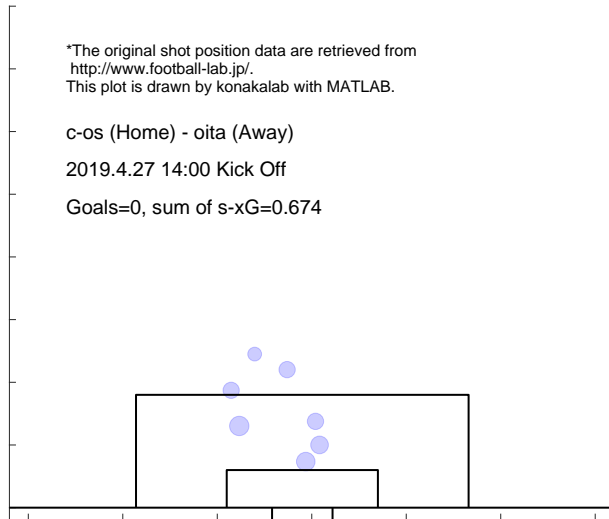 *The original shot position data are retrieved from
http://www.football-lab.jp/.
This plot is drawn by konakalab with MATLAB.
c-os (Home) - oita (Away)
2019.4.27 14:00 Kick Off
Goals=0, sum of s-xG=0.674